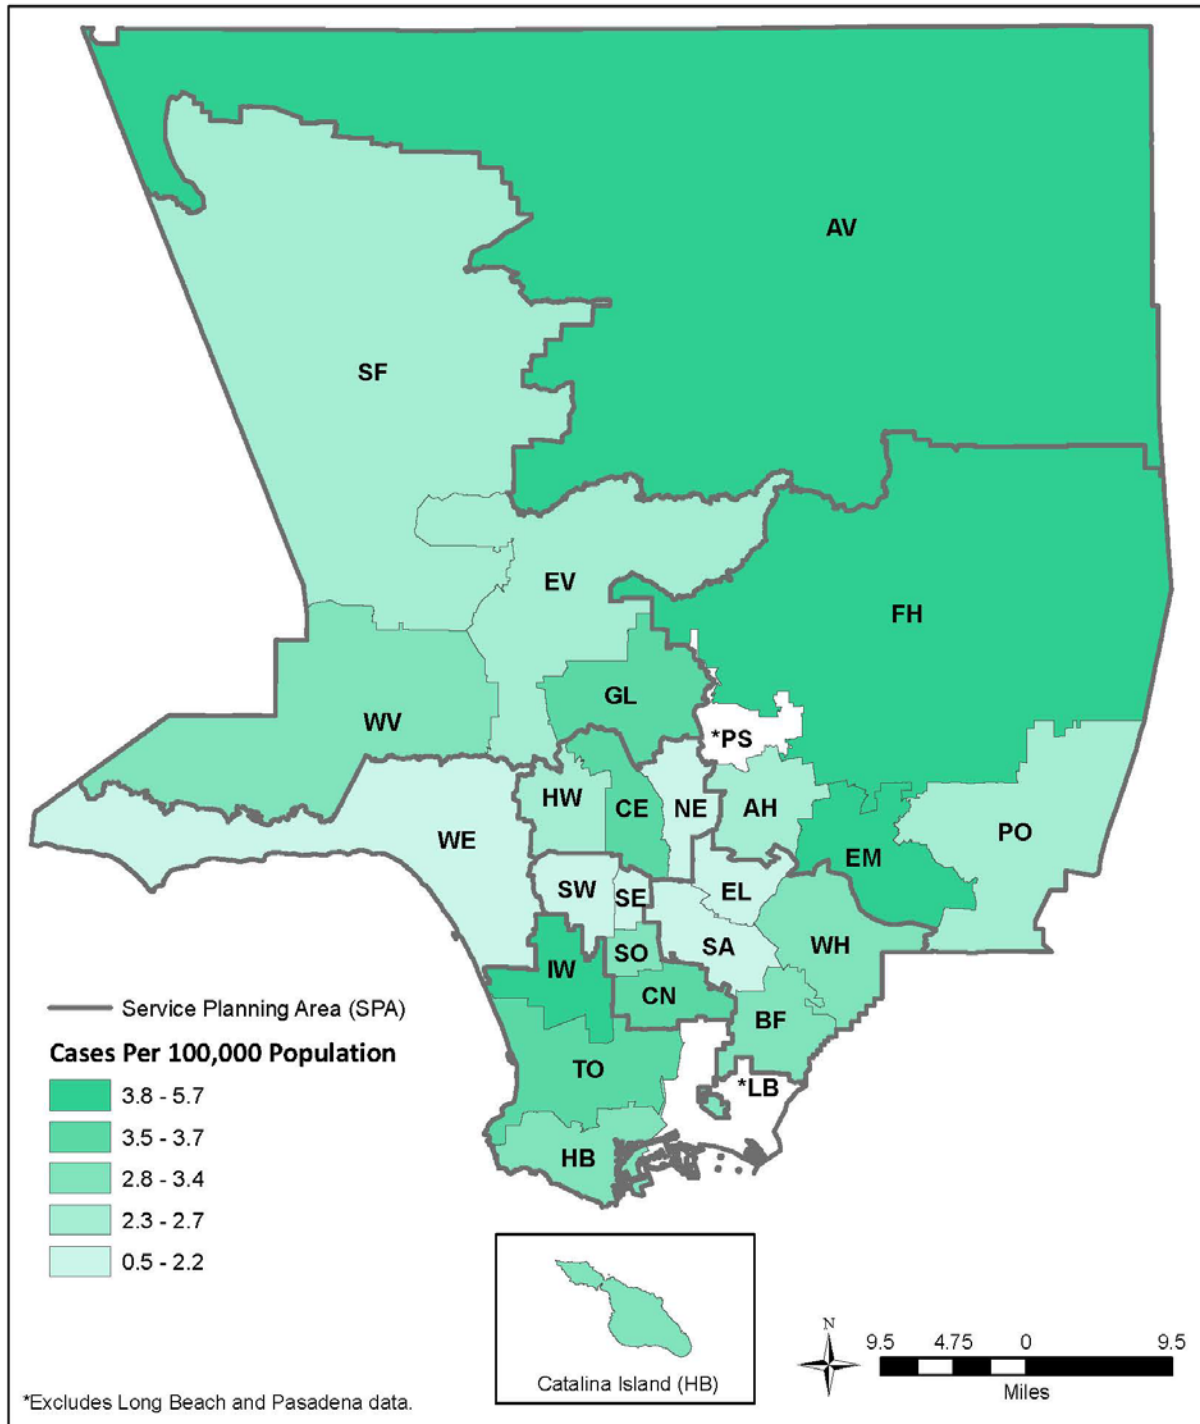 AV
SF
EV
FH
GL
WV
*PS
HW
CE
NE
AH
WE
PO
EM
SW
SE
EL
SO
SA
WH
IW
CN
BF
TO
*LB
HB
Service Planning Area (SPA)
Cases Per 100,000 Population
3.8 - 5.7
3.5 - 3.7
2.8 - 3.4
2.3 - 2.7
0.5 - 2.2
Catalina Island (HB)
N
9.5 4.75 0 9.5
Miles
*Excludes Long Beach and Pasadena data.